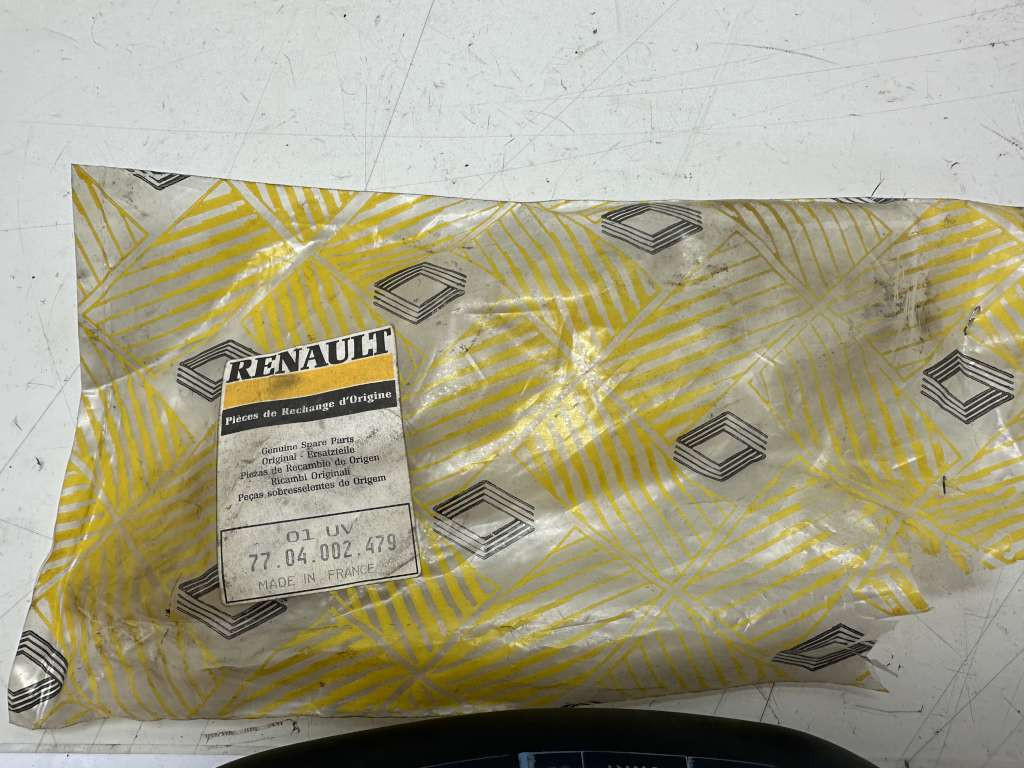 RENAULT
Pièces de Rechange d'Origine
Genuine Spare Parts
Original - Ersatzteile
Piezas de Recambio de Origen
Ricambi Originali
Peças sobresselentes de Origem
01 UV
77.04.002.479
MADE IN FRANCE